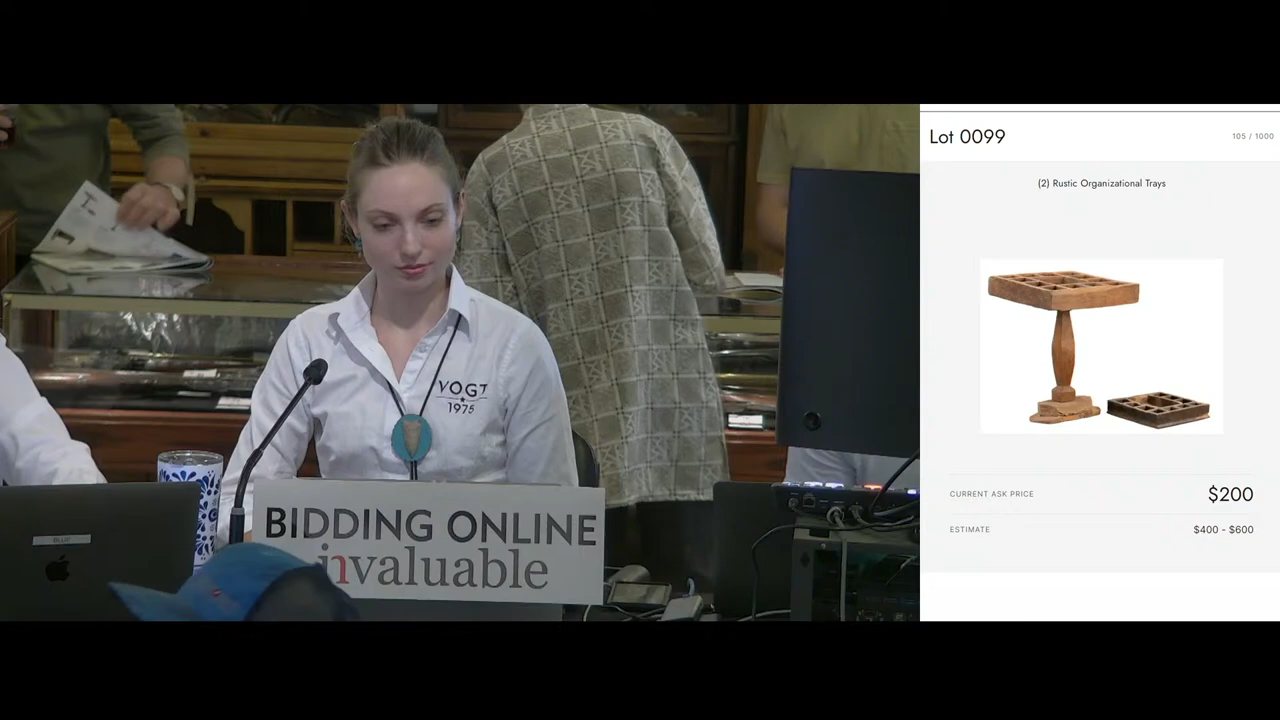 Lot 0099
105 / 1000
(2) Rustic Organizational Trays
VOGT
1975
BIDDING ONLINE
invaluable
BLUE
CURRENT ASK PRICE
$200
ESTIMATE
$400 - $600